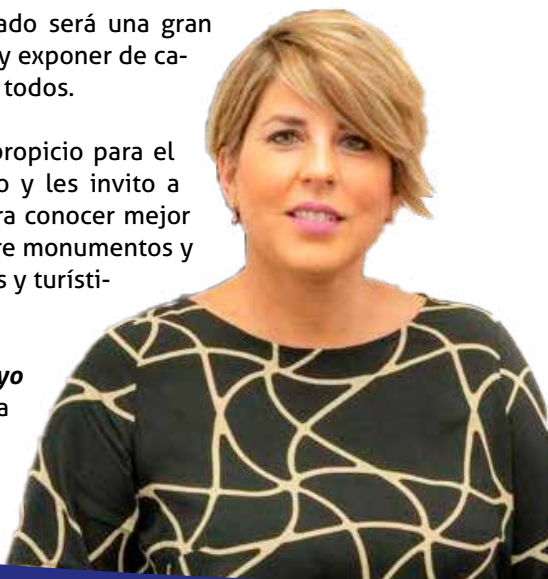 ado será una gran
y exponer de ca-
todos.
propicio para el
o y les invito a
ra conocer mejor
re monumentos y
s y turísti-
yo
a